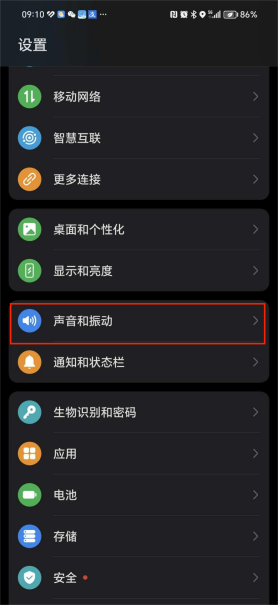 09:10
86%
设置
移动网络
智慧互联
更多连接
桌面和个性化
显示和亮度
声音和振动
通知和状态栏
生物识别和密码
应用
电池
存储
安全